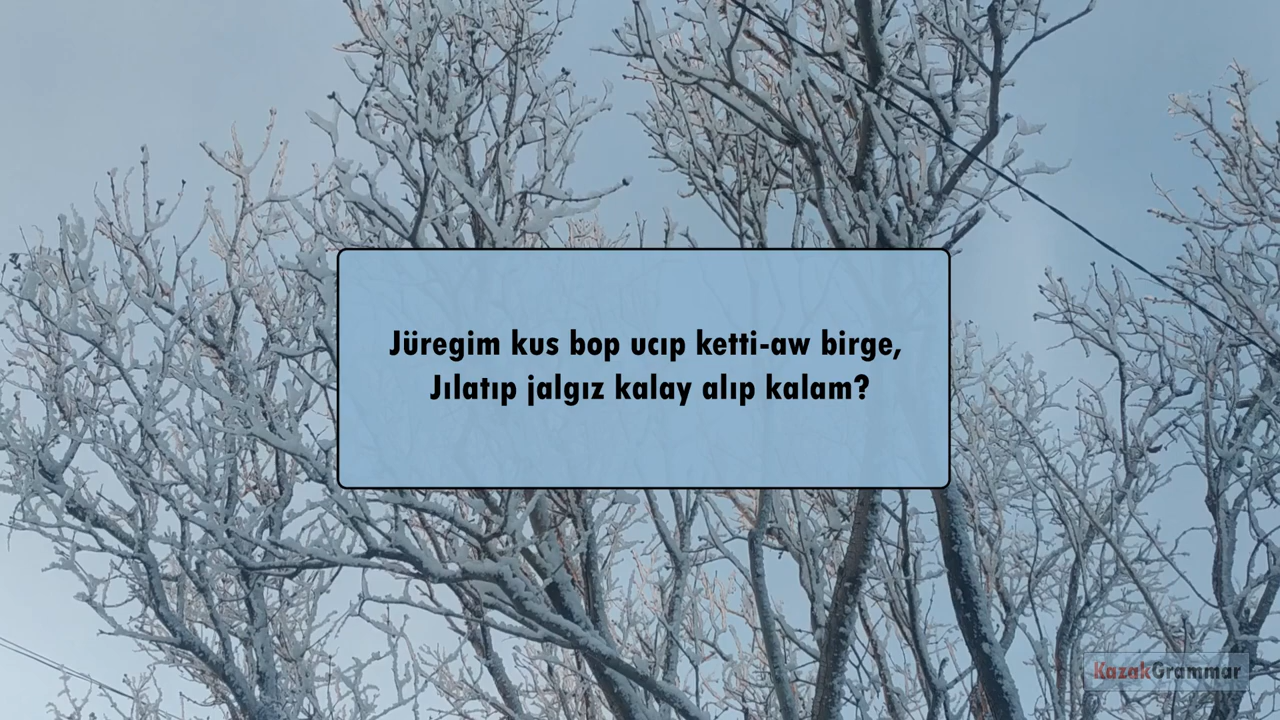 Jüregim kus bop ucıp ketti-aw birge,
Jılatıp jalgız kalay alıp kalam?
KazakGrammar